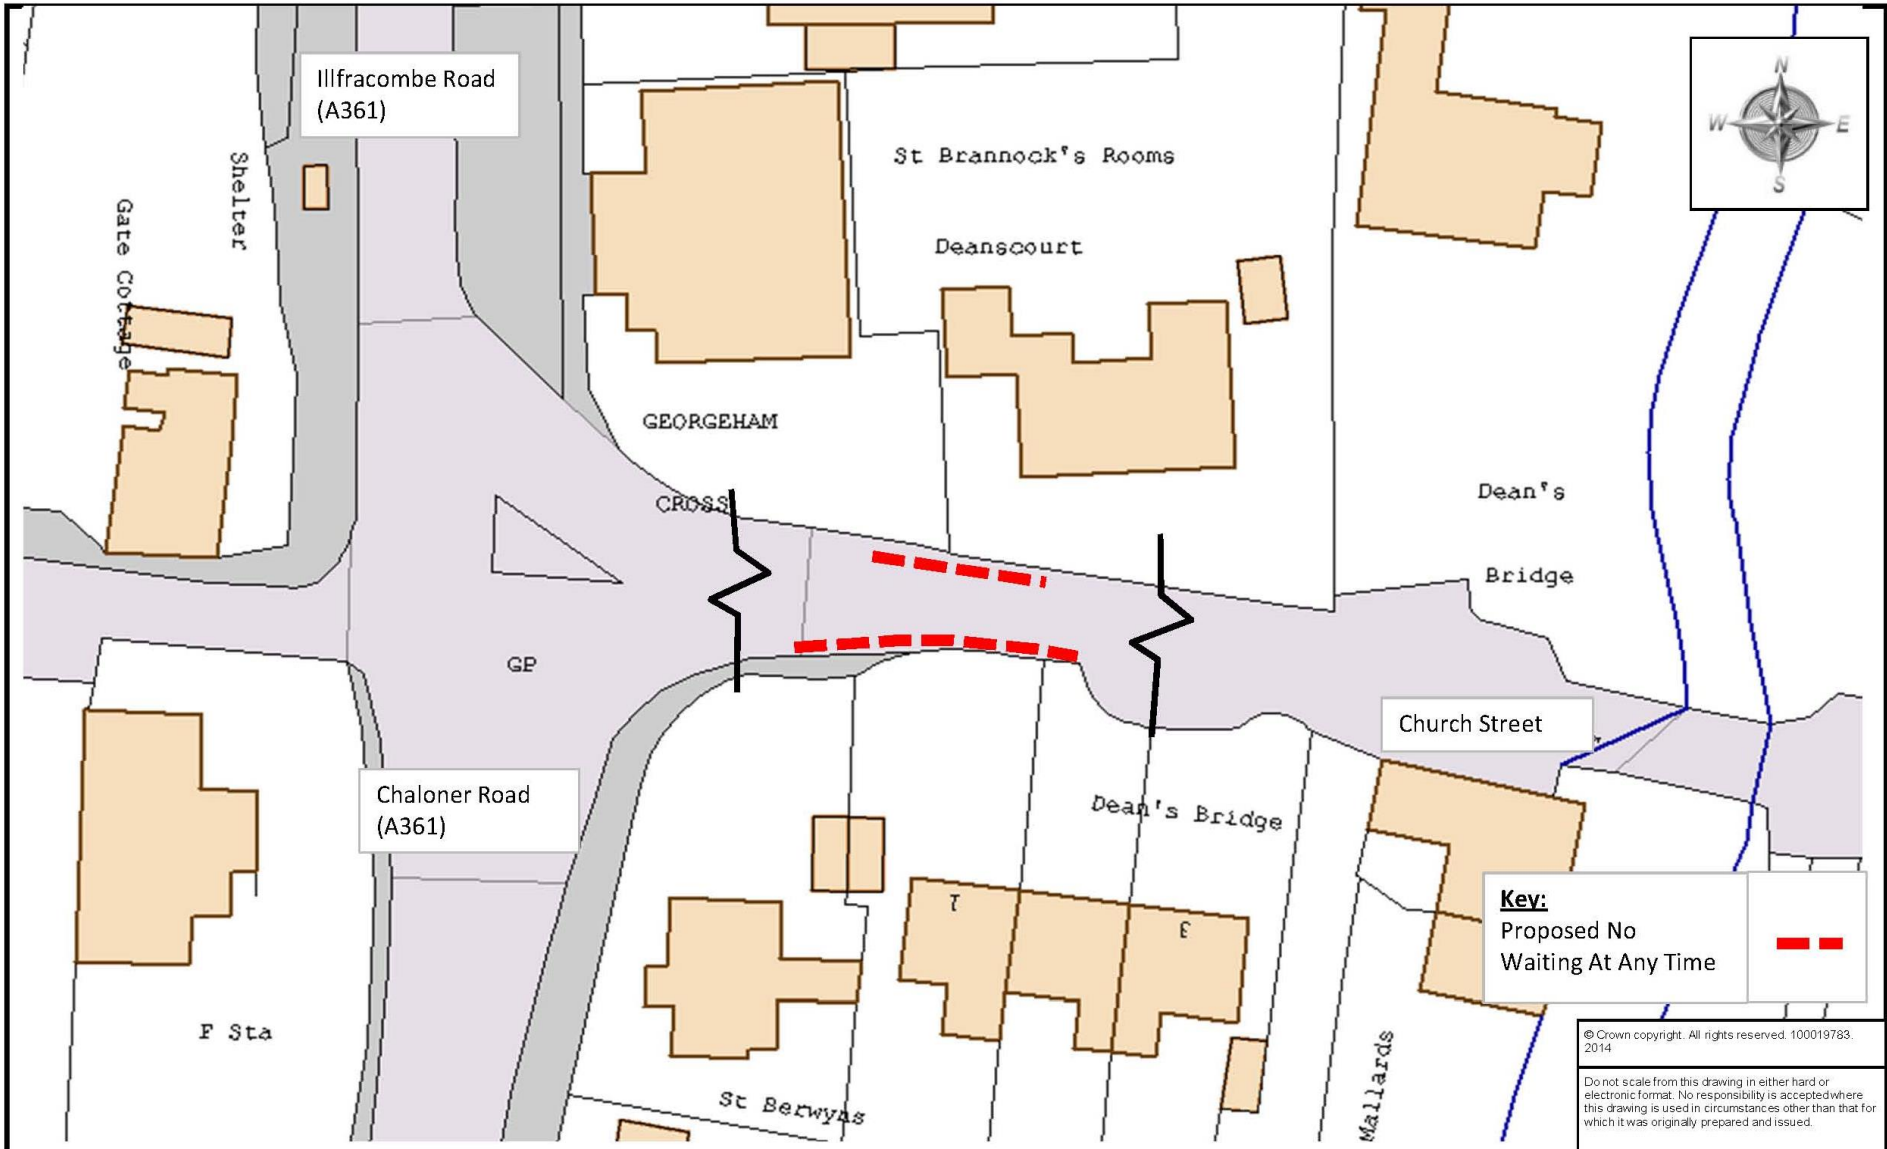 Illfracombe Road
(A361)
N
W
E
S
St Brannock's Rooms
Shelter
Gate Cottage
Deanscourt
GEORGEHAM
CROSS
Dean's
Bridge
GP
Church Street
Chaloner Road
(A361)
Dean's Bridge
1
3
Key:
Proposed No
Waiting At Any Time
F Sta
St Berwyns
Mallards
© Crown copyright. All rights reserved. 100019783.
2014
Do not scale from this drawing in either hard or
electronic format. No responsibility is accepted where
this drawing is used in circumstances other than that for
which it was originally prepared and issued.